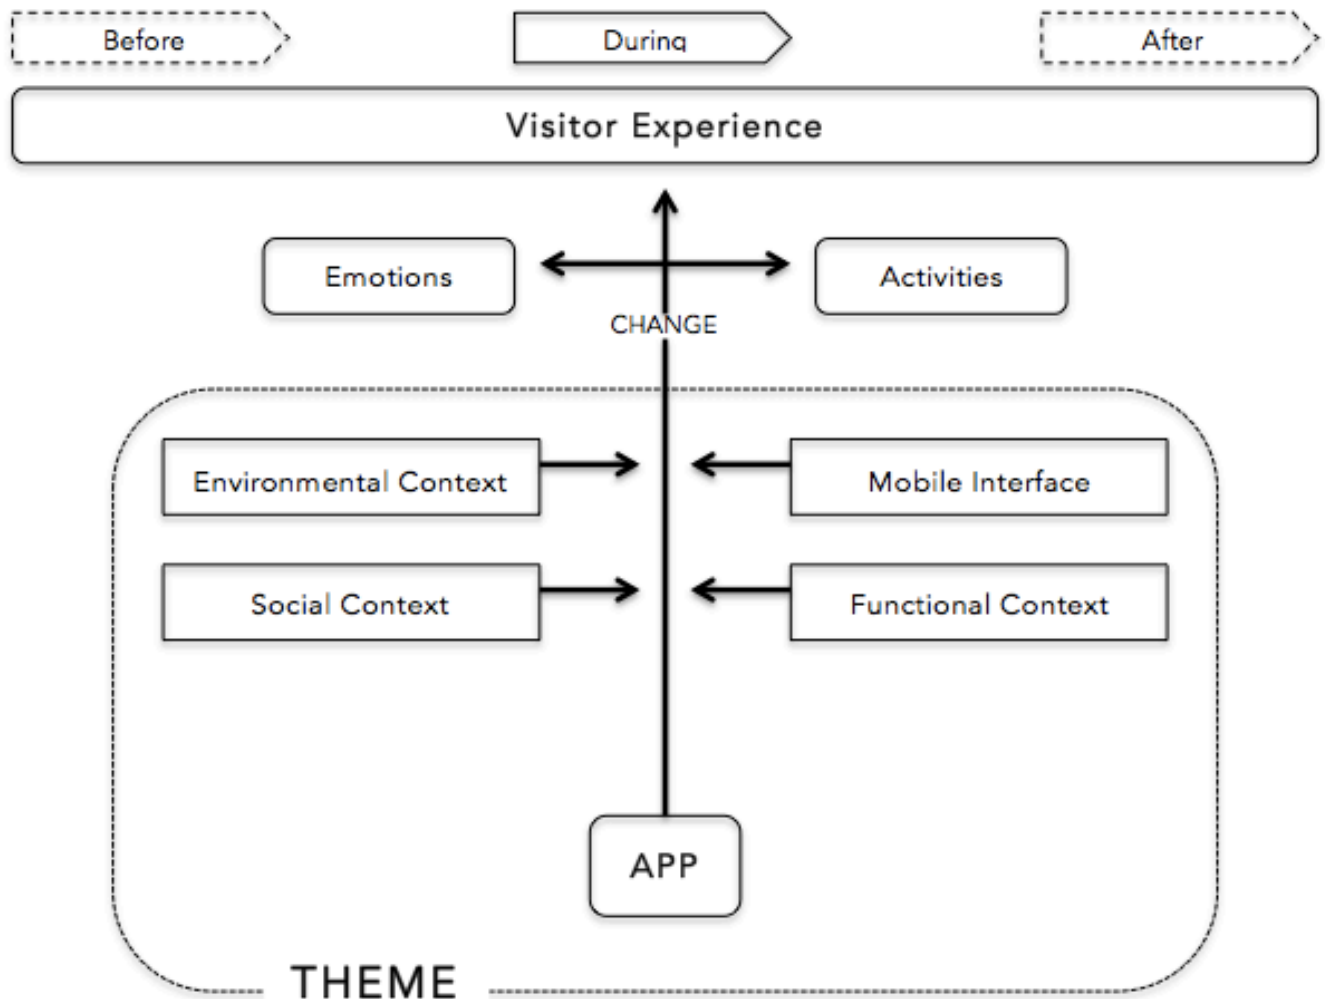 Before
During
After
Visitor Experience
Emotions
Activities
CHANGE
Environmental Context
Mobile Interface
Social Context
Functional Context
APP
THEME